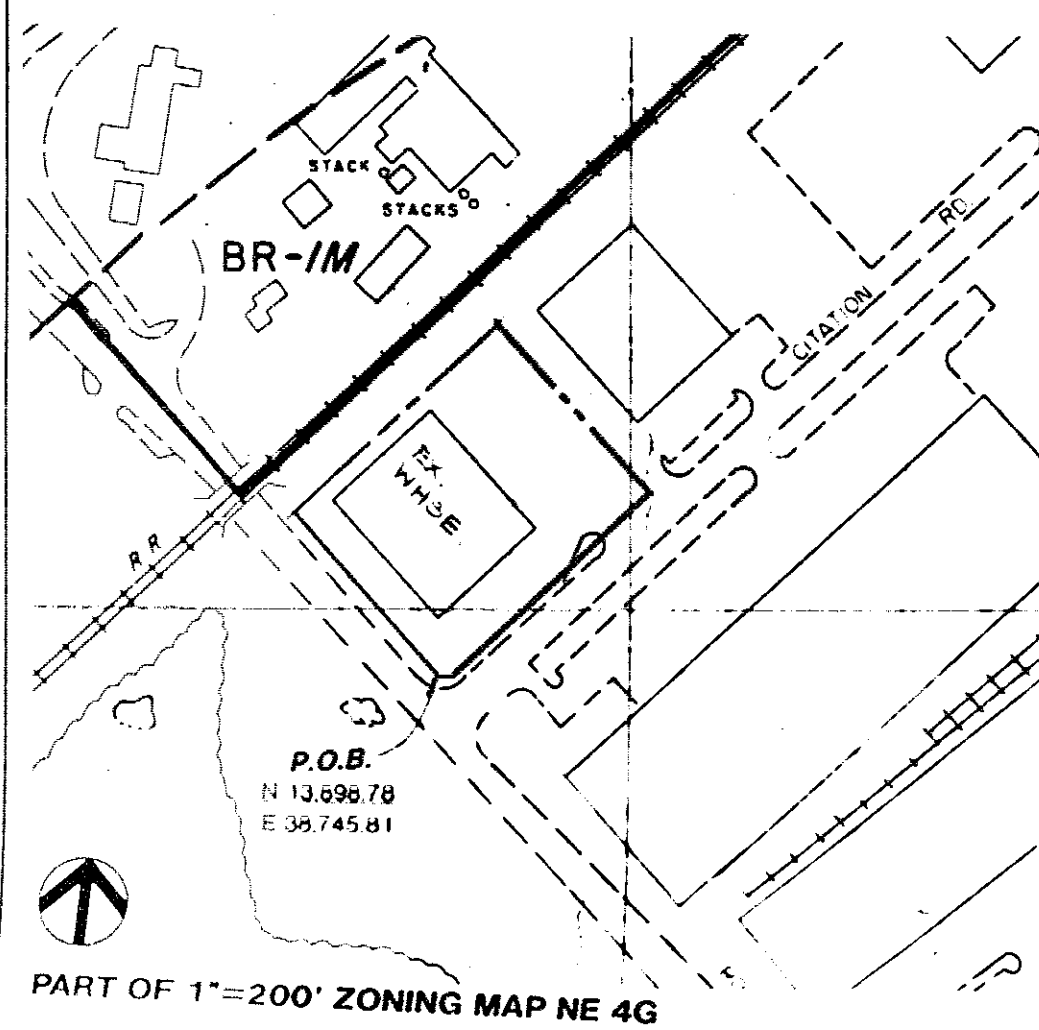 STACK
STACKS
BR-IM
CITATION RD.
EX.
WHSE
R R
P.O.B.
N 13,698.78
E 38,745.81
PART OF 1"=200' ZONING MAP NE 4G